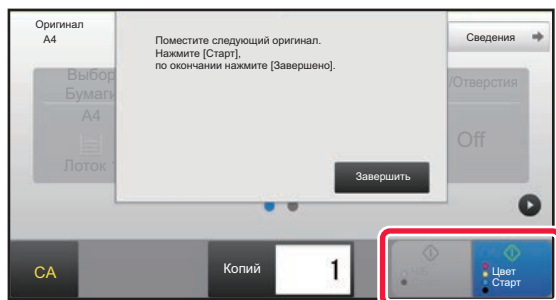 Оригинал
A4
Поместите следующий оригинал.
Нажмите [Старт],
по окончании нажмите [Завершено].
Сведения
Выбор
Бумаги
A4
Лоток
/Отверстия
Off
Завершить
CA
Копий
1
Ч/Б
Цвет
Старт